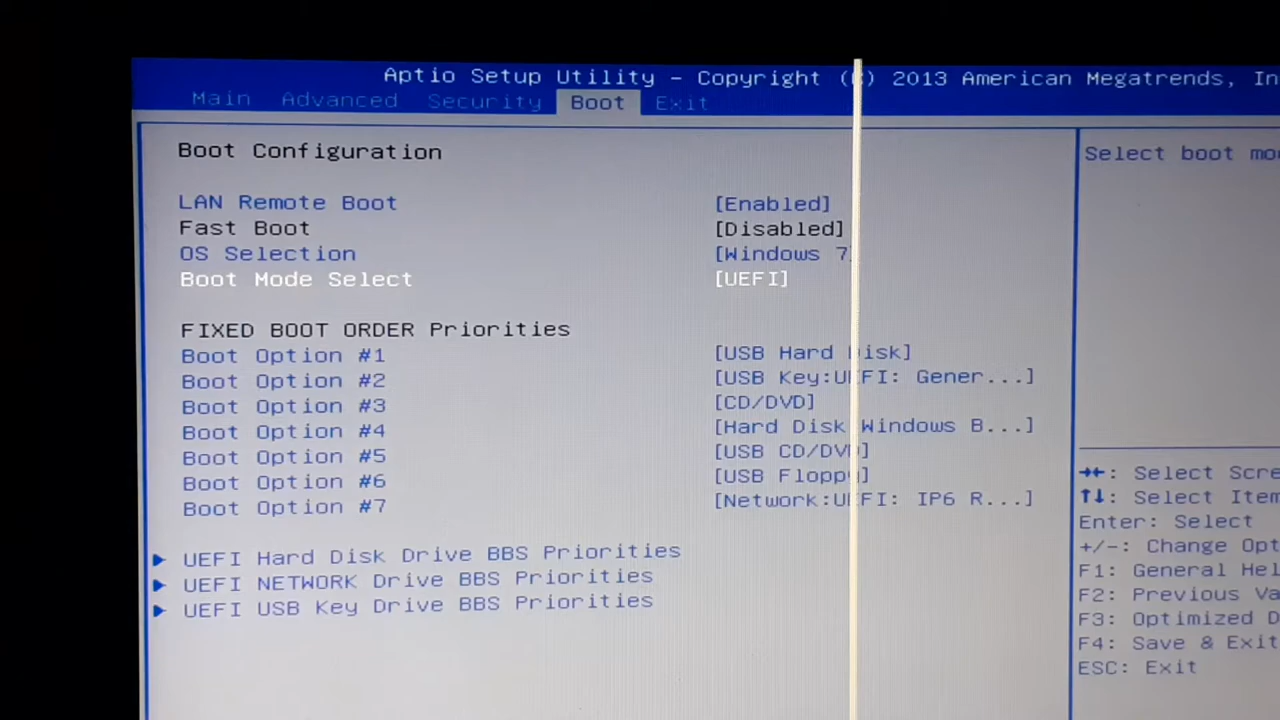 Aptio Setup Utility - Copyright (C) 2013 American Megatrends, In
Main Advanced Security Boot Exit
Boot Configuration
LAN Remote Boot [Enabled]
Fast Boot [Disabled]
OS Selection [Windows 7]
Boot Mode Select [UEFI]
FIXED BOOT ORDER Priorities
Boot Option #1 [USB Hard Disk]
Boot Option #2 [USB Key:UEFI: Gener...]
Boot Option #3 [CD/DVD]
Boot Option #4 [Hard Disk Windows B...]
Boot Option #5 [USB CD/DVD]
Boot Option #6 [USB Floppy]
Boot Option #7 [Network:UEFI: IP6 R...]
UEFI Hard Disk Drive BBS Priorities
UEFI NETWORK Drive BBS Priorities
UEFI USB Key Drive BBS Priorities
Select boot mo
→←: Select Scre
↑↓: Select Item
Enter: Select
+/-: Change Opt
F1: General Hel
F2: Previous Va
F3: Optimized D
F4: Save & Exit
ESC: Exit